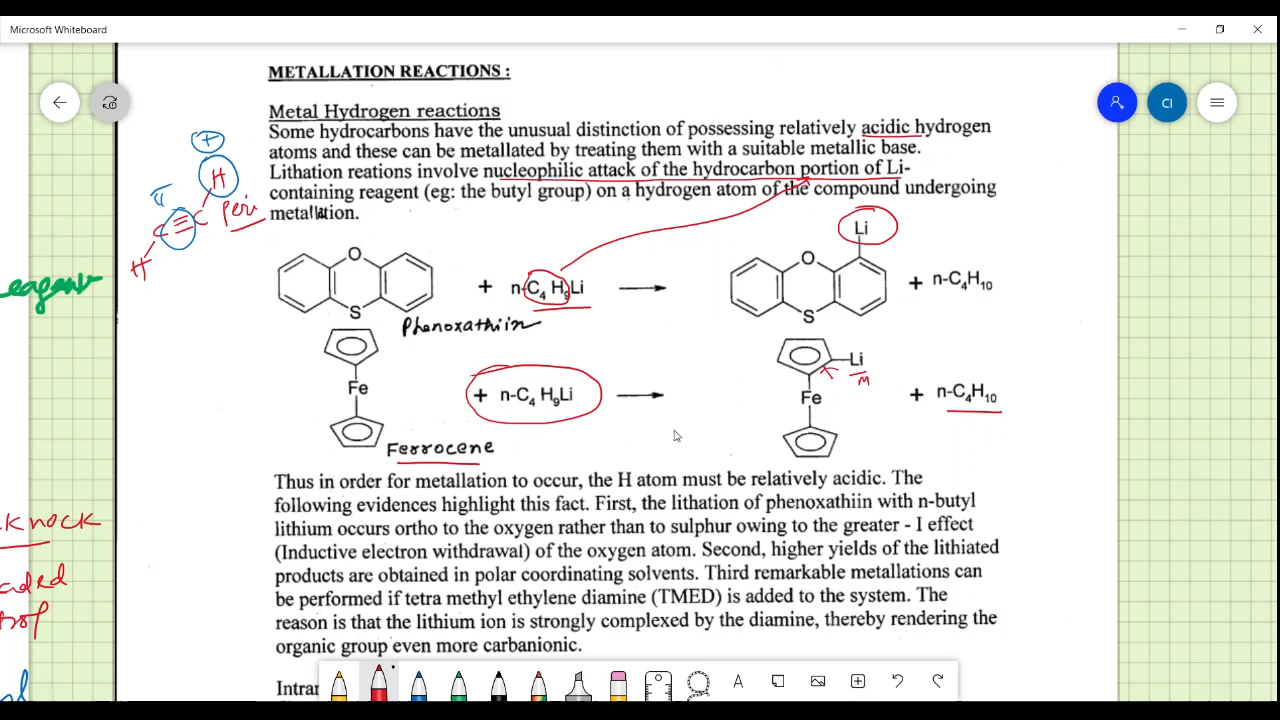 Microsoft Whiteboard
CI
METALLATION REACTIONS :
Metal Hydrogen reactions
Some hydrocarbons have the unusual distinction of possessing relatively acidic hydrogen
atoms and these can be metallated by treating them with a suitable metallic base.
Lithation reations involve nucleophilic attack of the hydrocarbon portion of Li-
containing reagent (eg: the butyl group) on a hydrogen atom of the compound undergoing
metallation.
+
H
π
C≡C
H
Peri
eagent
O
S
+ n-C4 H9Li
Li
O
S
+ n-C4H10
Phenoxathiin
Fe
+ n-C4 H9Li
Li
M
Fe
+ n-C4H10
Ferrocene
Thus in order for metallation to occur, the H atom must be relatively acidic. The
following evidences highlight this fact. First, the lithation of phenoxathiin with n-butyl
lithium occurs ortho to the oxygen rather than to sulphur owing to the greater - I effect
(Inductive electron withdrawal) of the oxygen atom. Second, higher yields of the lithiated
products are obtained in polar coordinating solvents. Third remarkable metallations can
be performed if tetra methyl ethylene diamine (TMED) is added to the system. The
reason is that the lithium ion is strongly complexed by the diamine, thereby rendering the
organic group even more carbanionic.
knock
aded
Intran
A